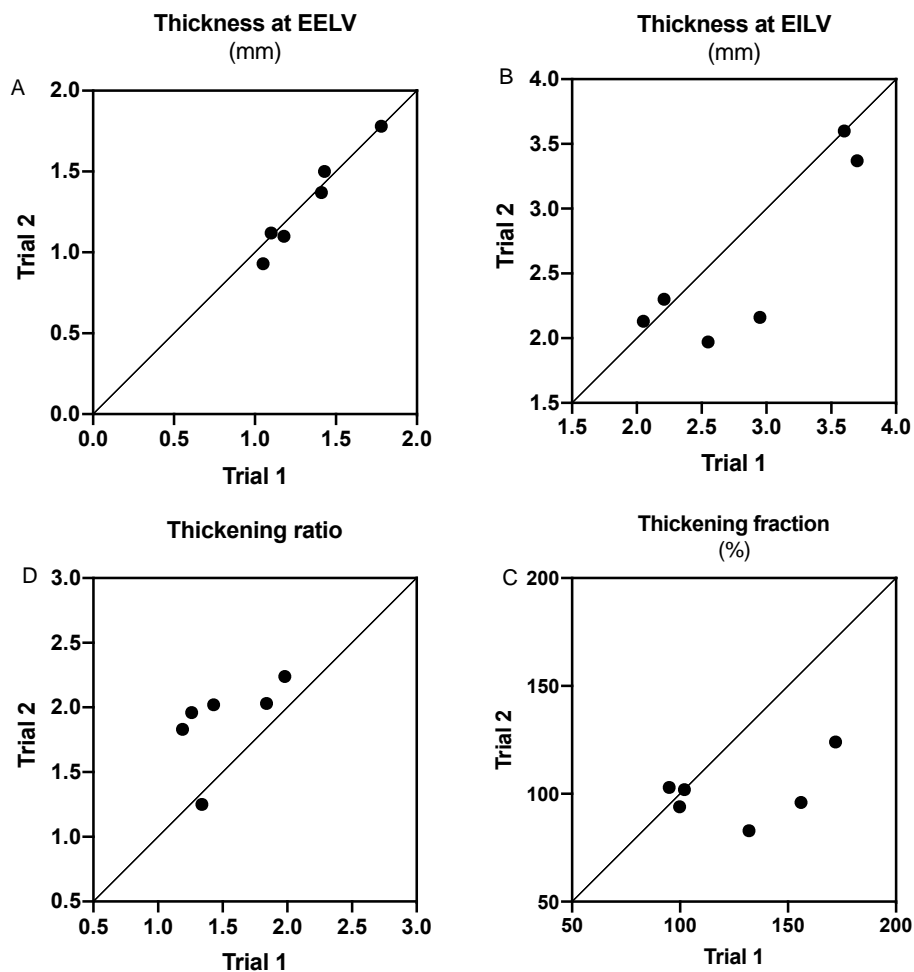 Thickness at EELV
(mm)
A
2.0
1.5
1.0
0.5
0.0
Trial 2
0.0 0.5 1.0 1.5 2.0
Trial 1
Thickness at EILV
(mm)
B
4.0
3.5
3.0
2.5
2.0
1.5
Trial 2
1.5 2.0 2.5 3.0 3.5 4.0
Trial 1
Thickening ratio
D
3.0
2.5
2.0
1.5
1.0
0.5
Trial 2
0.5 1.0 1.5 2.0 2.5 3.0
Trial 1
Thickening fraction
(%)
C
200
150
100
50
Trial 2
50 100 150 200
Trial 1